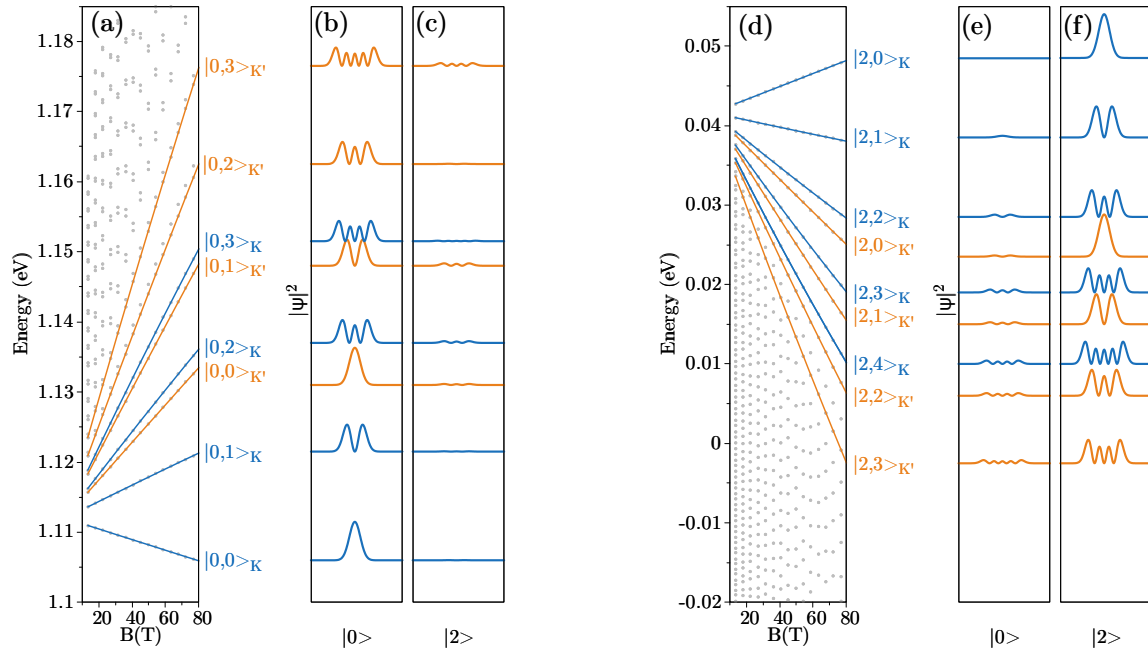 (a)
(b)
(c)
Energy (eV)
1.18
1.17
1.16
1.15
1.14
1.13
1.12
1.11
1.1
20
40
60
80
B(T)
|0,3>K'
|0,2>K'
|0,3>K
|0,1>K'
|0,2>K
|0,0>K'
|0,1>K
|0,0>K
|ψ|²
|0>
|2>
(d)
(e)
(f)
Energy (eV)
0.05
0.04
0.03
0.02
0.01
0
-0.01
-0.02
20
40
60
80
B(T)
|2,0>K
|2,1>K
|2,2>K
|2,0>K'
|2,3>K
|2,1>K'
|2,4>K
|2,2>K'
|2,3>K'
|ψ|²
|0>
|2>